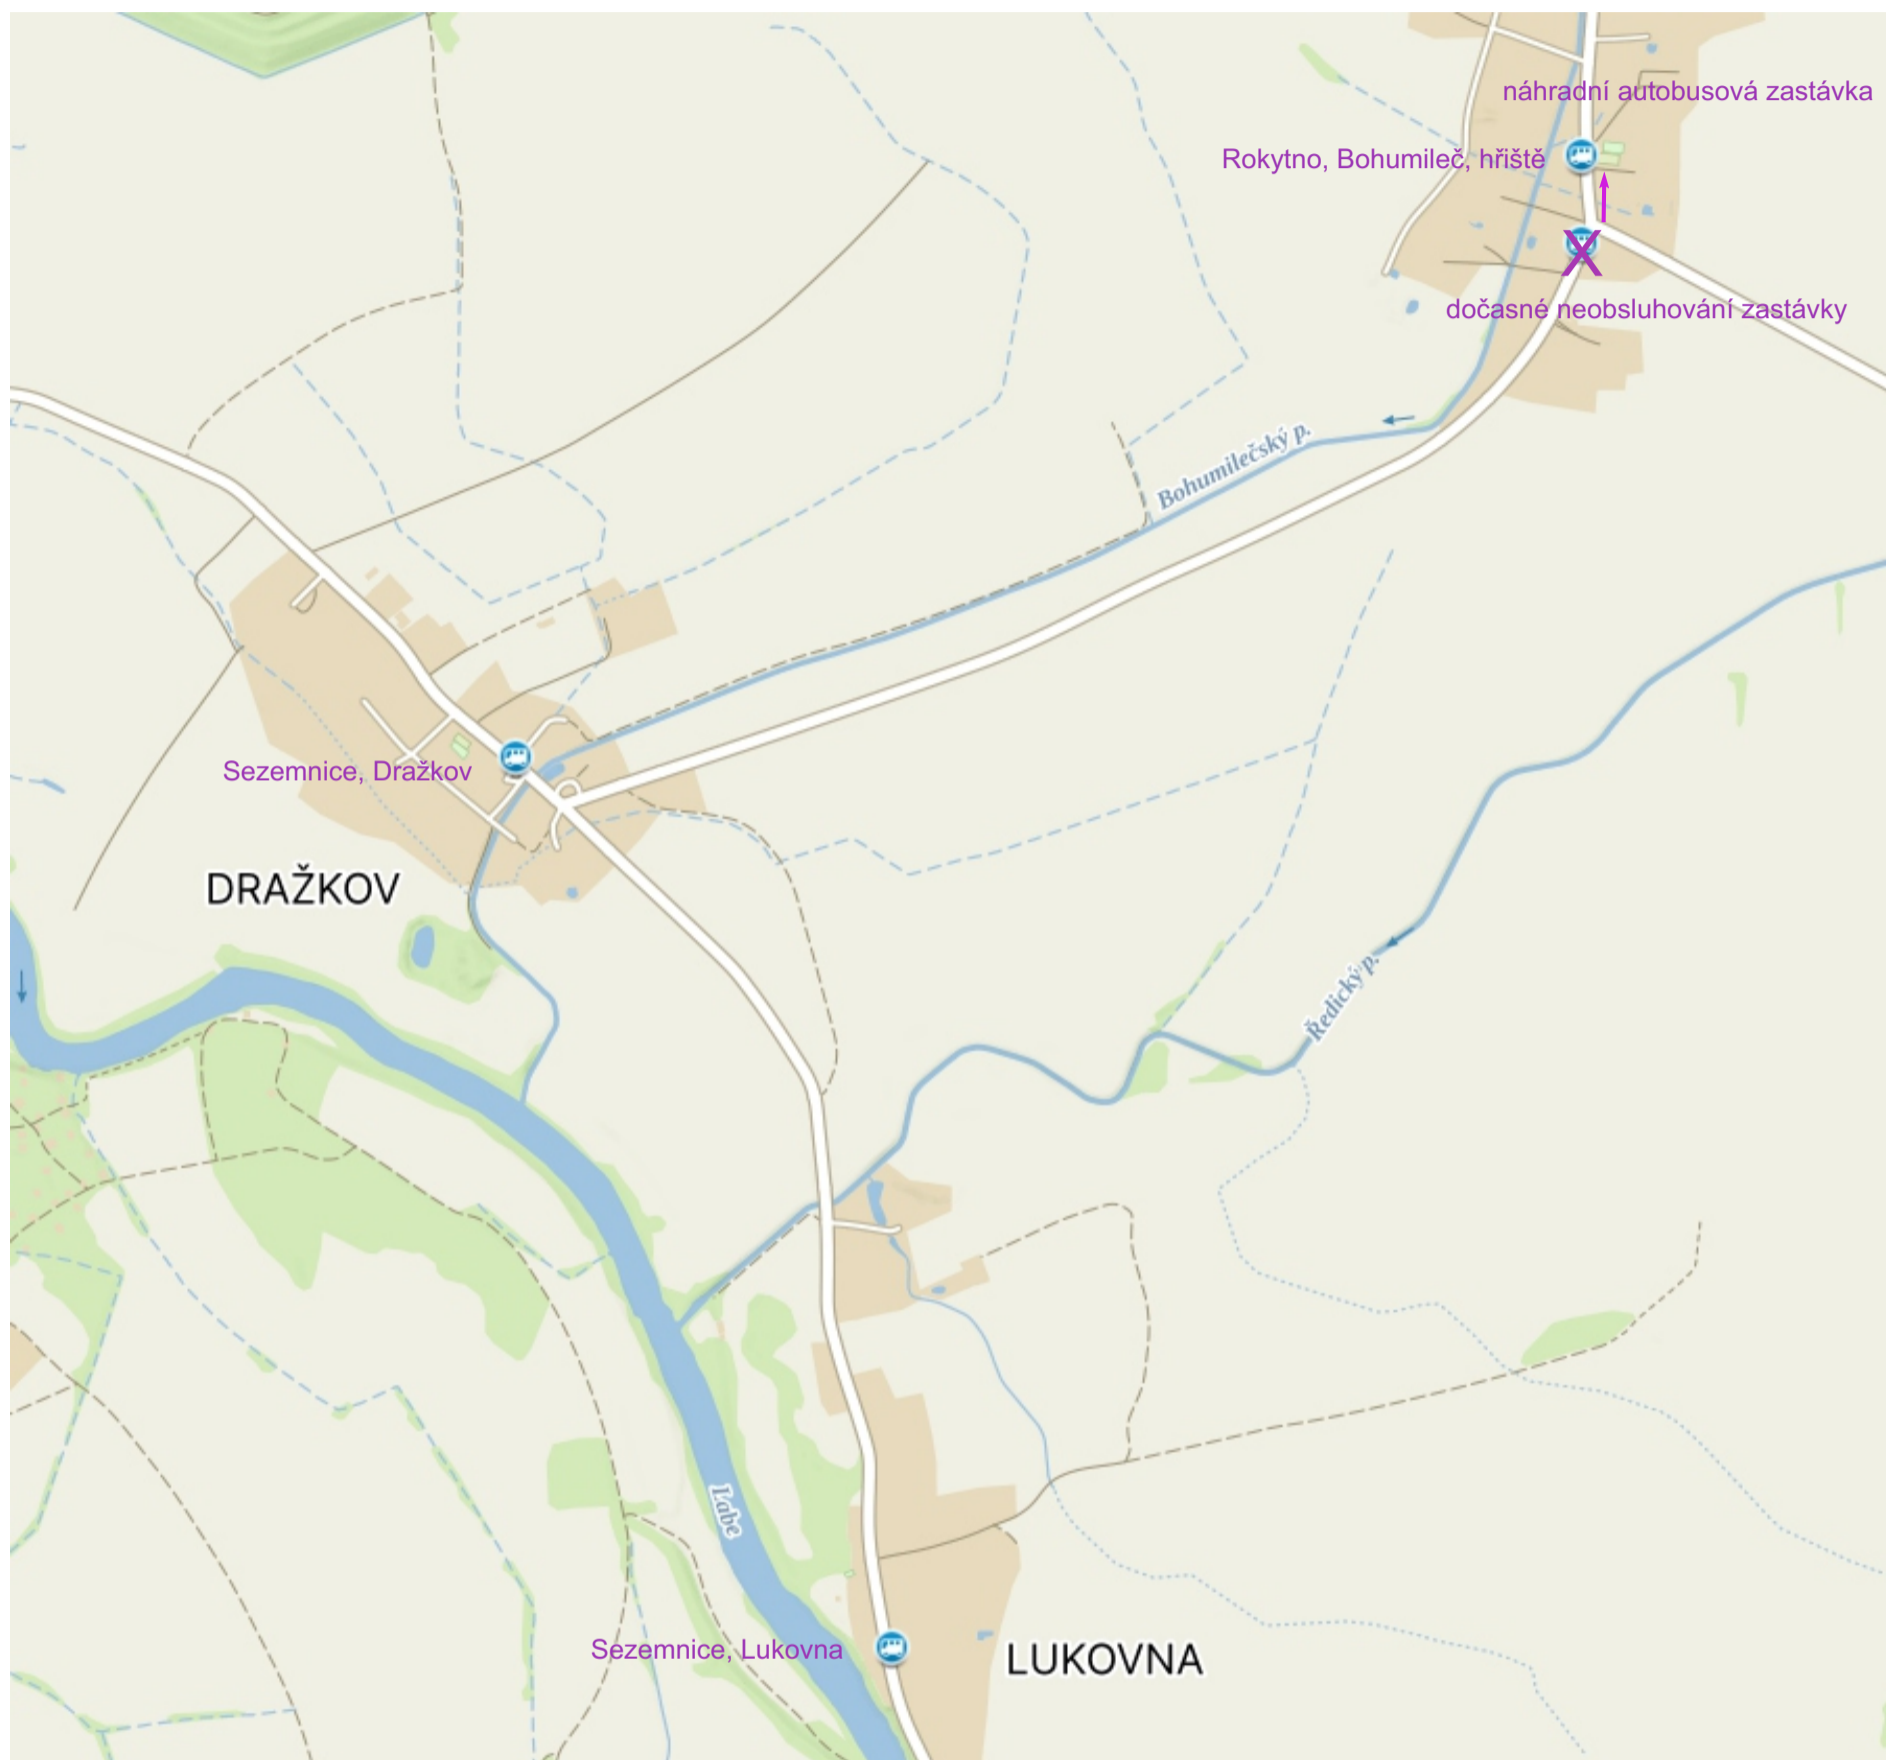 náhradní autobusová zastávka
Rokytno, Bohumileč, hřiště
dočasné neobsluhování zastávky
Bohumilečský p.
Sezemnice, Dražkov
DRAŽKOV
Ředický p.
Labe
Sezemnice, Lukovna
LUKOVNA